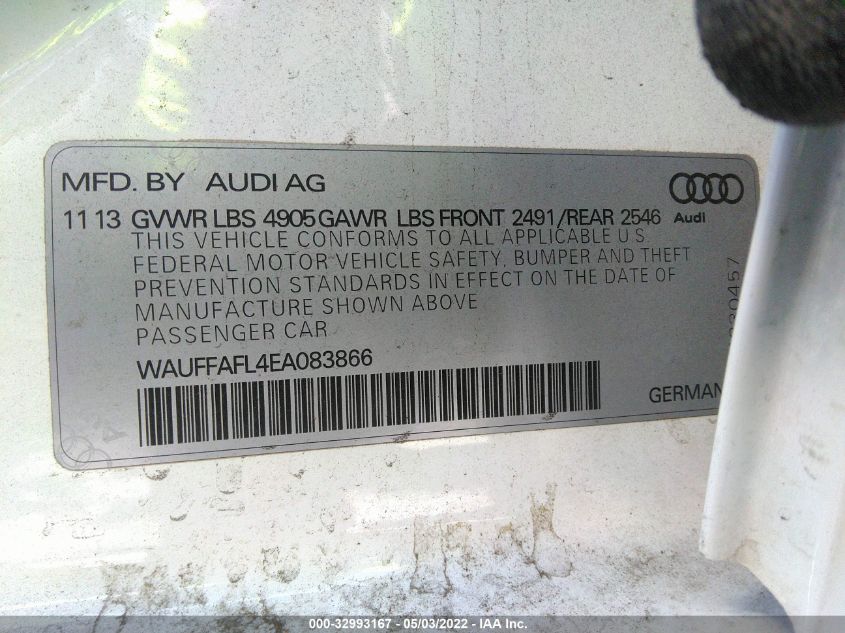 MFD. BY AUDI AG
Audi
11 13 GVWR LBS 4905 GAWR LBS FRONT 2491/REAR 2546
THIS VEHICLE CONFORMS TO ALL APPLICABLE U S
FEDERAL MOTOR VEHICLE SAFETY, BUMPER AND THEFT
PREVENTION STANDARDS IN EFFECT ON THE DATE OF
MANUFACTURE SHOWN ABOVE
PASSENGER CAR
WAUFFAFL4EA083866
GERMAN
000-32993167 - 05/03/2022 - IAA Inc.